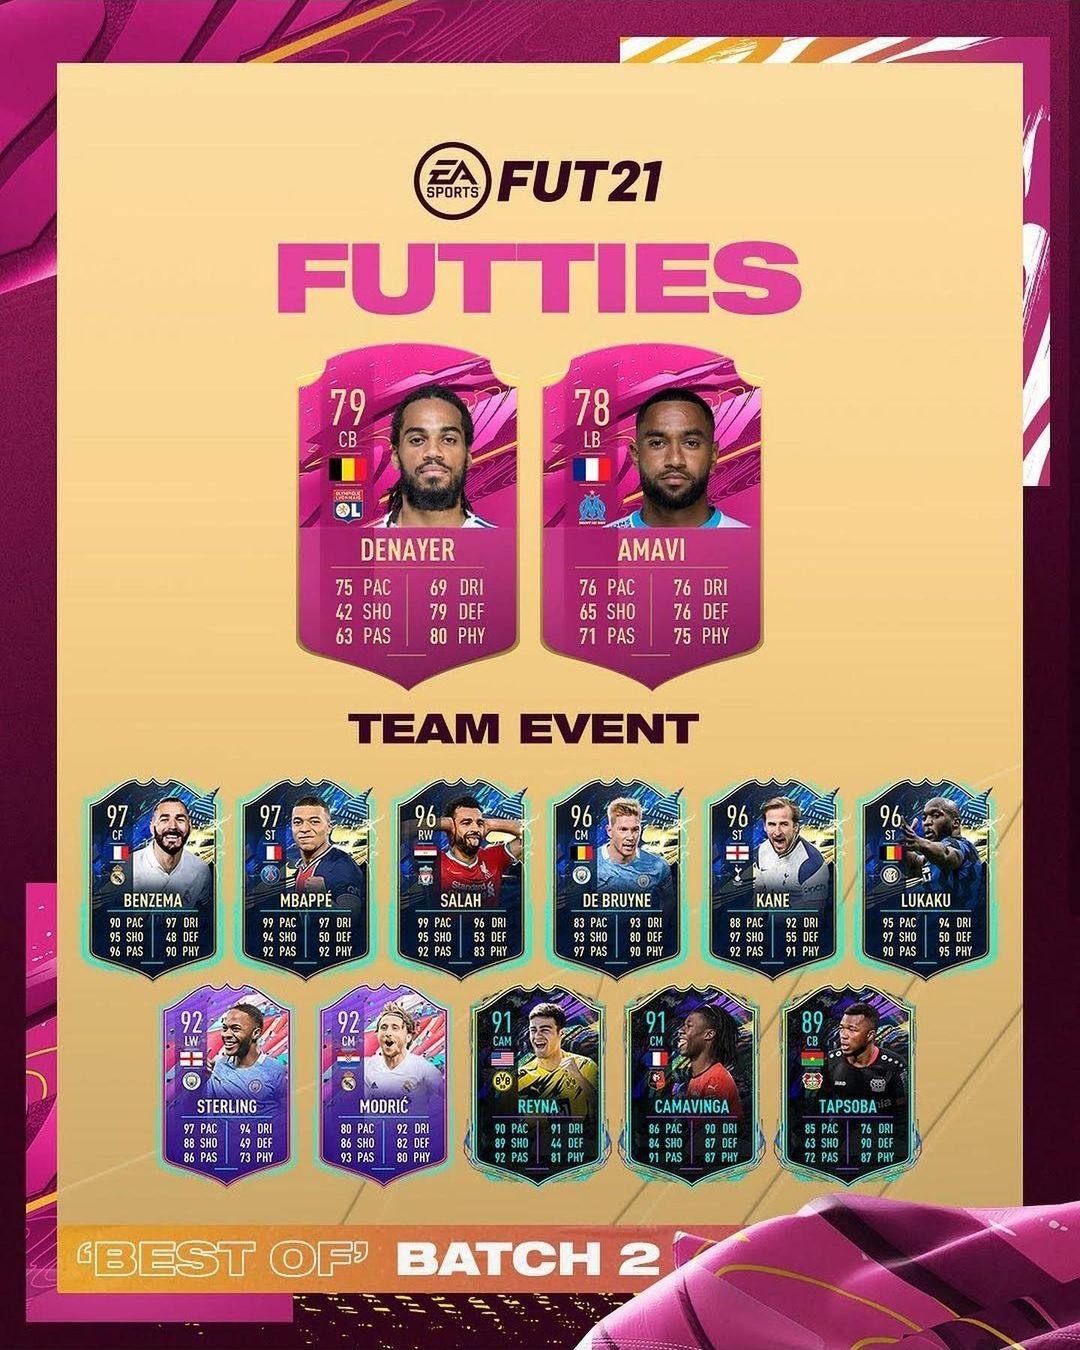 EA
SPORTS
FUT21
FUTTIES
79
CB
OLYMPIQUE
LYONNAIS
OL
DENAYER
75 PAC 69 DRI
42 SHO 79 DEF
63 PAS 80 PHY
78
LB
AMAVI
76 PAC 76 DRI
65 SHO 76 DEF
71 PAS 75 PHY
TEAM EVENT
97
CF
BENZEMA
90 PAC 97 DRI
95 SHO 48 DEF
96 PAS 90 PHY
97
ST
MBAPPÉ
99 PAC 97 DRI
94 SHO 50 DEF
92 PAS 92 PHY
96
RW
Standard
SALAH
99 PAC 96 DRI
95 SHO 53 DEF
92 PAS 83 PHY
96
CM
DE BRUYNE
83 PAC 93 DRI
93 SHO 80 DEF
97 PAS 90 PHY
96
ST
KANE
88 PAC 92 DRI
97 SHO 55 DEF
92 PAS 91 PHY
96
ST
LUKAKU
95 PAC 94 DRI
97 SHO 50 DEF
90 PAS 95 PHY
92
LW
STERLING
97 PAC 94 DRI
88 SHO 49 DEF
86 PAS 73 PHY
92
CM
MODRIĆ
80 PAC 92 DRI
86 SHO 82 DEF
93 PAS 80 PHY
91
CAM
BVB
REYNA
90 PAC 91 DRI
89 SHO 44 DEF
92 PAS 81 PHY
91
CM
CAMAVINGA
86 PAC 90 DRI
84 SHO 87 DEF
91 PAS 87 PHY
89
CB
TAPSOBA
85 PAC 76 DRI
63 SHO 90 DEF
72 PAS 87 PHY
‘BEST OF’ BATCH 2